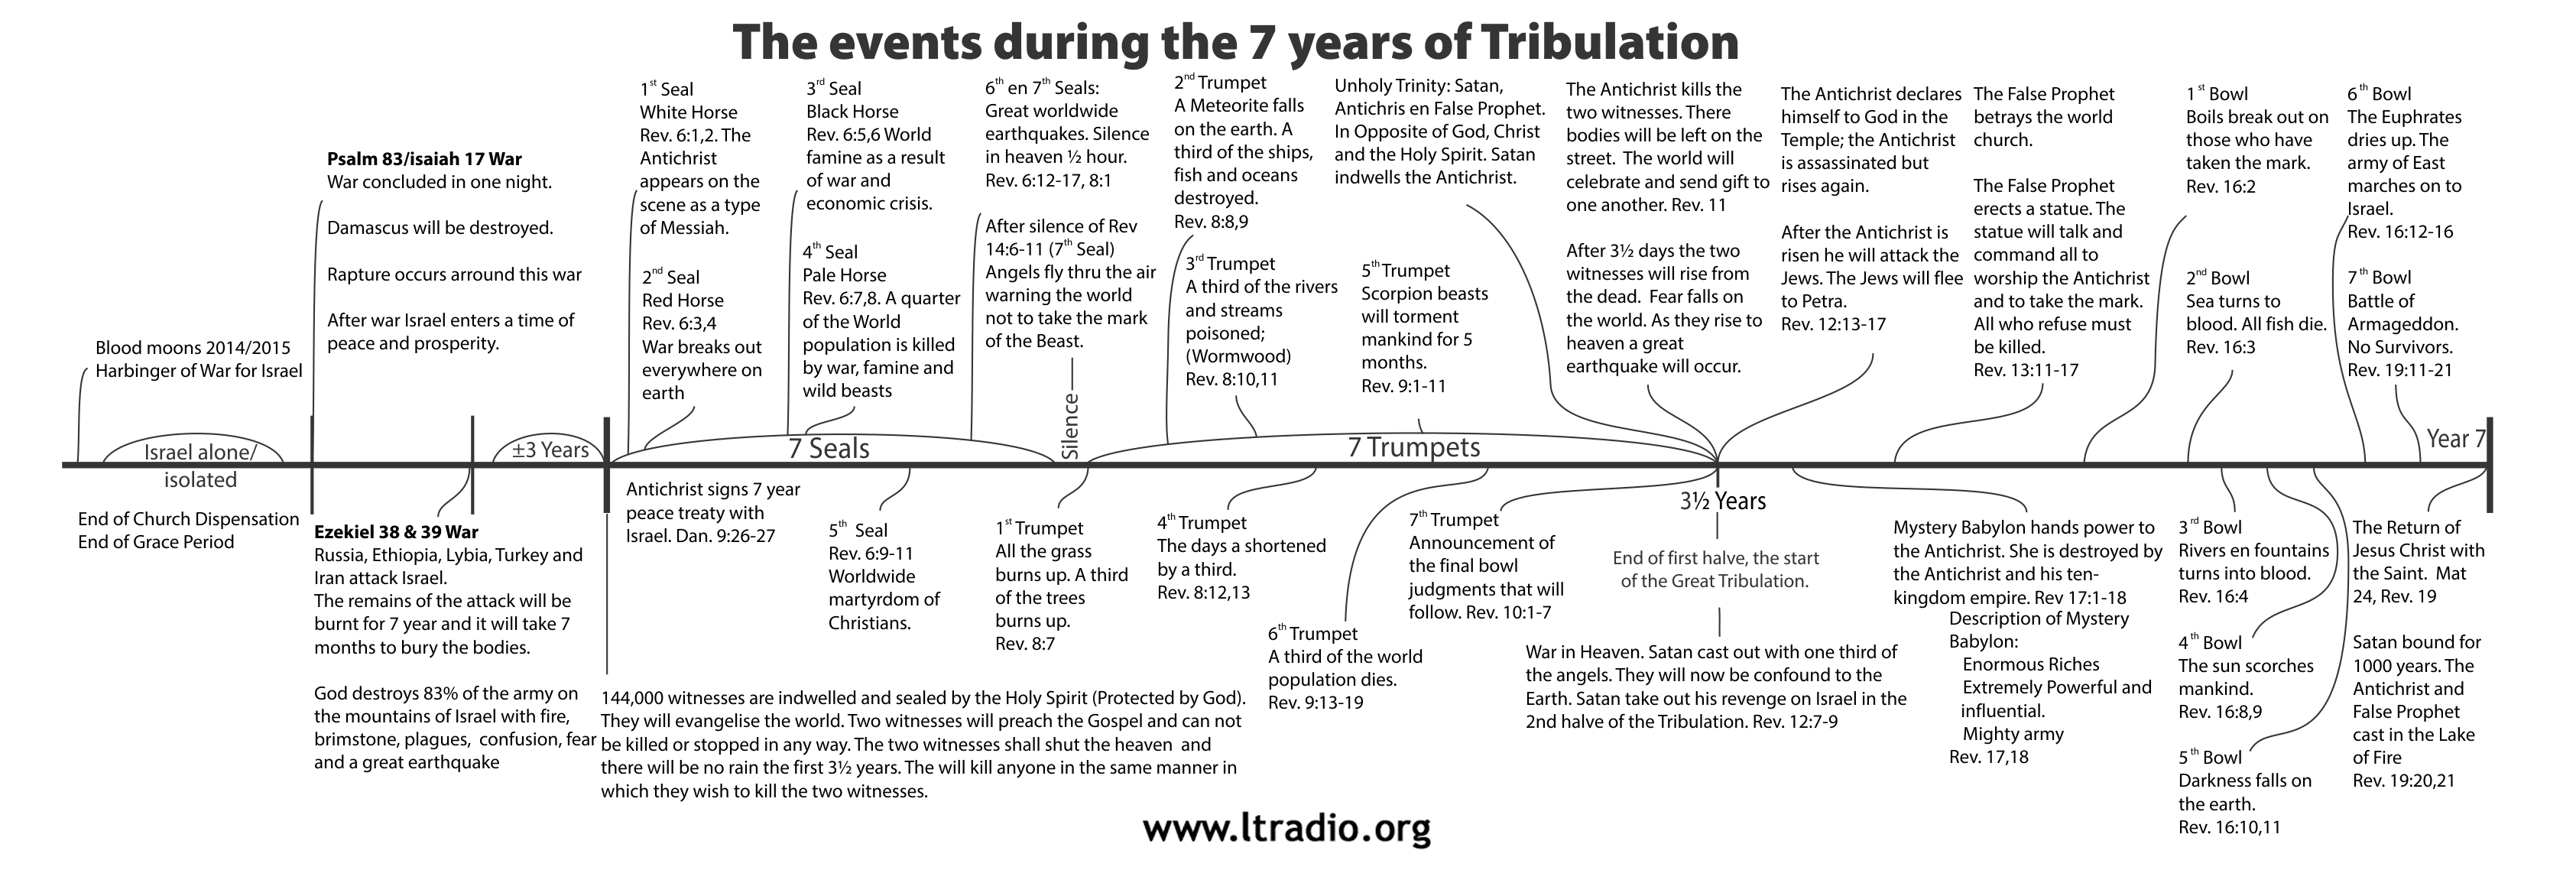 The events during the 7 years of Tribulation
Blood moons 2014/2015
Harbinger of War for Israel
Israel alone/
isolated
End of Church Dispensation
End of Grace Period
Psalm 83/isaiah 17 War
War concluded in one night.
Damascus will be destroyed.
Rapture occurs arround this war
After war Israel enters a time of
peace and prosperity.
Ezekiel 38 & 39 War
Russia, Ethiopia, Lybia, Turkey and
Iran attack Israel.
The remains of the attack will be
burnt for 7 year and it will take 7
months to bury the bodies.
God destroys 83% of the army on
the mountains of Israel with fire,
brimstone, plagues, confusion, fear
and a great earthquake
±3 Years
1st Seal
White Horse
Rev. 6:1,2. The
Antichrist
appears on the
scene as a type
of Messiah.
2nd Seal
Red Horse
Rev. 6:3,4
War breaks out
everywhere on
earth
3rd Seal
Black Horse
Rev. 6:5,6 World
famine as a result
of war and
economic crisis.
4th Seal
Pale Horse
Rev. 6:7,8. A quarter
of the World
population is killed
by war, famine and
wild beasts
7 Seals
Antichrist signs 7 year
peace treaty with
Israel. Dan. 9:26-27
5th Seal
Rev. 6:9-11
Worldwide
martyrdom of
Christians.
144,000 witnesses are indwelled and sealed by the Holy Spirit (Protected by God).
They will evangelise the world. Two witnesses will preach the Gospel and can not
be killed or stopped in any way. The two witnesses shall shut the heaven and
there will be no rain the first 3½ years. The will kill anyone in the same manner in
which they wish to kill the two witnesses.
6th en 7th Seals:
Great worldwide
earthquakes. Silence
in heaven ½ hour.
Rev. 6:12-17, 8:1
After silence of Rev
14:6-11 (7th Seal)
Angels fly thru the air
warning the world
not to take the mark
of the Beast.
Silence
1st Trumpet
All the grass
burns up. A third
of the trees
burns up.
Rev. 8:7
2nd Trumpet
A Meteorite falls
on the earth. A
third of the ships,
fish and oceans
destroyed.
Rev. 8:8,9
3rd Trumpet
A third of the rivers
and streams
poisoned;
(Wormwood)
Rev. 8:10,11
7 Trumpets
4th Trumpet
The days a shortened
by a third.
Rev. 8:12,13
5th Trumpet
Scorpion beasts
will torment
mankind for 5
months.
Rev. 9:1-11
6th Trumpet
A third of the world
population dies.
Rev. 9:13-19
7th Trumpet
Announcement of
the final bowl
judgments that will
follow. Rev. 10:1-7
Unholy Trinity: Satan,
Antichris en False Prophet.
In Opposite of God, Christ
and the Holy Spirit. Satan
indwells the Antichrist.
The Antichrist kills the
two witnesses. There
bodies will be left on the
street. The world will
celebrate and send gift to
one another. Rev. 11
After 3½ days the two
witnesses will rise from
the dead. Fear falls on
the world. As they rise to
heaven a great
earthquake will occur.
3½ Years
End of first halve, the start
of the Great Tribulation.
War in Heaven. Satan cast out with one third of
the angels. They will now be confound to the
Earth. Satan take out his revenge on Israel in the
2nd halve of the Tribulation. Rev. 12:7-9
The Antichrist declares
himself to God in the
Temple; the Antichrist
is assassinated but
rises again.
After the Antichrist is
risen he will attack the
Jews. The Jews will flee
to Petra.
Rev. 12:13-17
The False Prophet
betrays the world
church.
The False Prophet
erects a statue. The
statue will talk and
command all to
worship the Antichrist
and to take the mark.
All who refuse must
be killed.
Rev. 13:11-17
Mystery Babylon hands power to
the Antichrist. She is destroyed by
the Antichrist and his ten-
kingdom empire. Rev 17:1-18
Description of Mystery
Babylon:
Enormous Riches
Extremely Powerful and
influential.
Mighty army
Rev. 17,18
1st Bowl
Boils break out on
those who have
taken the mark.
Rev. 16:2
2nd Bowl
Sea turns to
blood. All fish die.
Rev. 16:3
3rd Bowl
Rivers en fountains
turns into blood.
Rev. 16:4
4th Bowl
The sun scorches
mankind.
Rev. 16:8,9
5th Bowl
Darkness falls on
the earth.
Rev. 16:10,11
6th Bowl
The Euphrates
dries up. The
army of East
marches on to
Israel.
Rev. 16:12-16
7th Bowl
Battle of
Armageddon.
No Survivors.
Rev. 19:11-21
Year 7
The Return of
Jesus Christ with
the Saint. Mat
24, Rev. 19
Satan bound for
1000 years. The
Antichrist and
False Prophet
cast in the Lake
of Fire
Rev. 19:20,21
www.ltradio.org